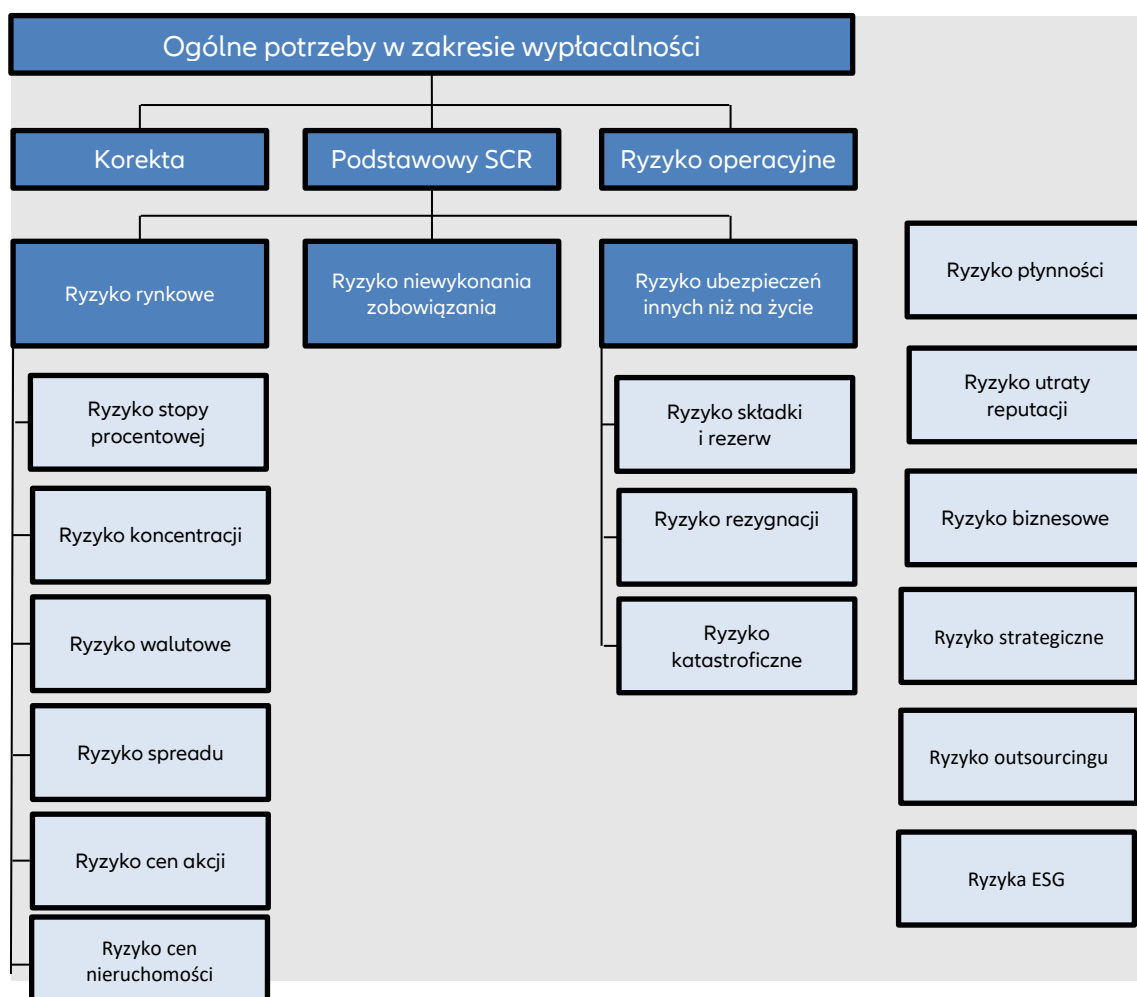 Ogólne potrzeby w zakresie wypłacalności
Korekta
Podstawowy SCR
Ryzyko operacyjne
Ryzyko rynkowe
Ryzyko niewykonania
zobowiązania
Ryzyko ubezpieczeń
innych niż na życie
Ryzyko stopy
procentowej
Ryzyko koncentracji
Ryzyko walutowe
Ryzyko spreadu
Ryzyko cen akcji
Ryzyko cen
nieruchomości
Ryzyko składki
i rezerw
Ryzyko rezygnacji
Ryzyko
katastroficzne
Ryzyko płynności
Ryzyko utraty
reputacji
Ryzyko biznesowe
Ryzyko strategiczne
Ryzyko outsourcingu
Ryzyka ESG